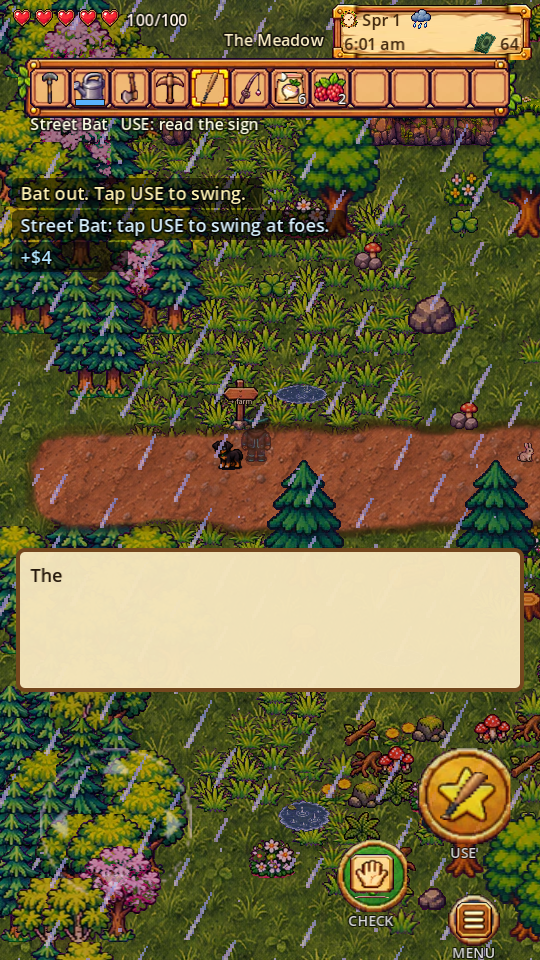 100/100
Spr 1
The Meadow
6:01 am
64
6
2
Street Bat USE: read the sign
Bat out. Tap USE to swing.
Street Bat: tap USE to swing at foes.
+$4
farm
The
USE
CHECK
MENU